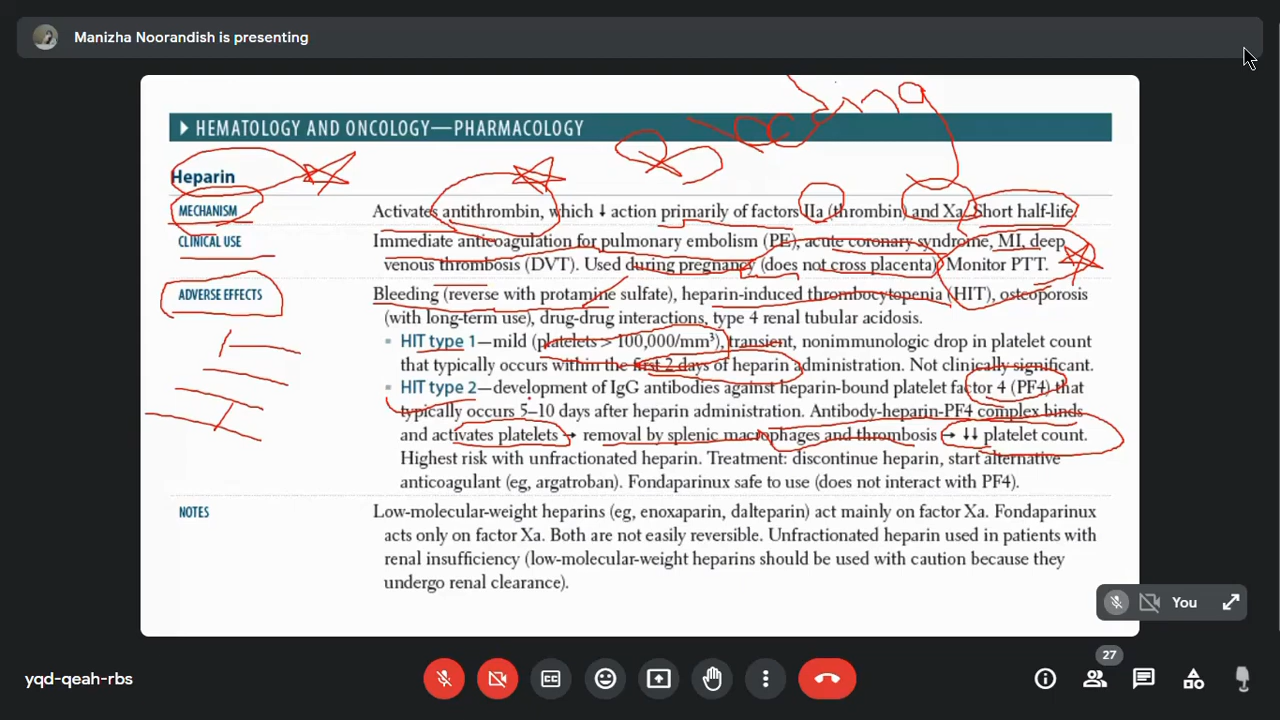 Manizha Noorandish is presenting
Bleeding
▶ HEMATOLOGY AND ONCOLOGY—PHARMACOLOGY
Heparin
MECHANISM Activates antithrombin, which ↓ action primarily of factors IIa (thrombin) and Xa. Short half-life.
CLINICAL USE Immediate anticoagulation for pulmonary embolism (PE), acute coronary syndrome, MI, deep
venous thrombosis (DVT). Used during pregnancy (does not cross placenta). Monitor PTT.
ADVERSE EFFECTS Bleeding (reverse with protamine sulfate), heparin-induced thrombocytopenia (HIT), osteoporosis
(with long-term use), drug-drug interactions, type 4 renal tubular acidosis.
▪ HIT type 1—mild (platelets > 100,000/mm³), transient, nonimmunologic drop in platelet count
that typically occurs within the first 2 days of heparin administration. Not clinically significant.
▪ HIT type 2—development of IgG antibodies against heparin-bound platelet factor 4 (PF4) that
typically occurs 5–10 days after heparin administration. Antibody-heparin-PF4 complex binds
and activates platelets → removal by splenic macrophages and thrombosis → ↓↓ platelet count.
Highest risk with unfractionated heparin. Treatment: discontinue heparin, start alternative
anticoagulant (eg, argatroban). Fondaparinux safe to use (does not interact with PF4).
NOTES Low-molecular-weight heparins (eg, enoxaparin, dalteparin) act mainly on factor Xa. Fondaparinux
acts only on factor Xa. Both are not easily reversible. Unfractionated heparin used in patients with
renal insufficiency (low-molecular-weight heparins should be used with caution because they
undergo renal clearance).
You
27
yqd-qeah-rbs
CC